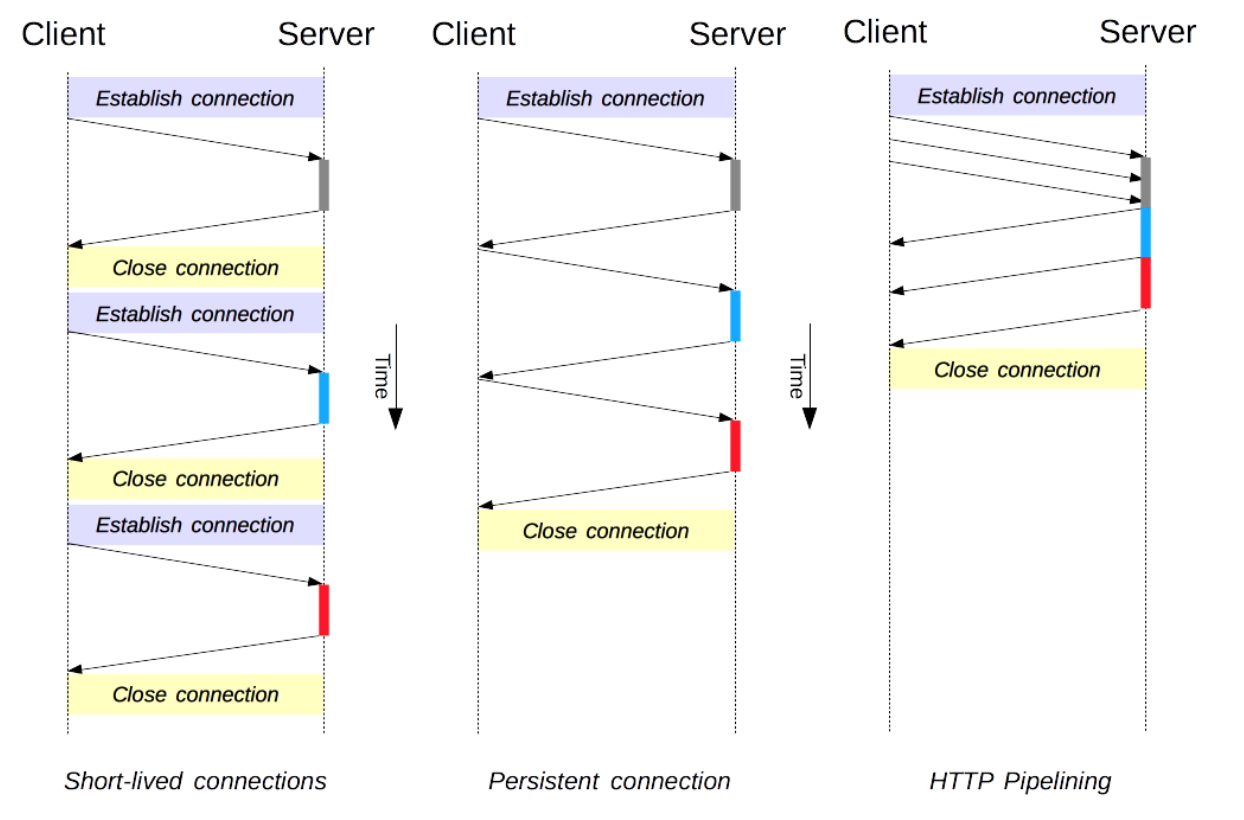 Client Server
Establish connection
Close connection
Establish connection
Close connection
Establish connection
Close connection
Short-lived connections
Time
Client Server
Establish connection
Close connection
Persistent connection
Time
Client Server
Establish connection
Close connection
HTTP Pipelining